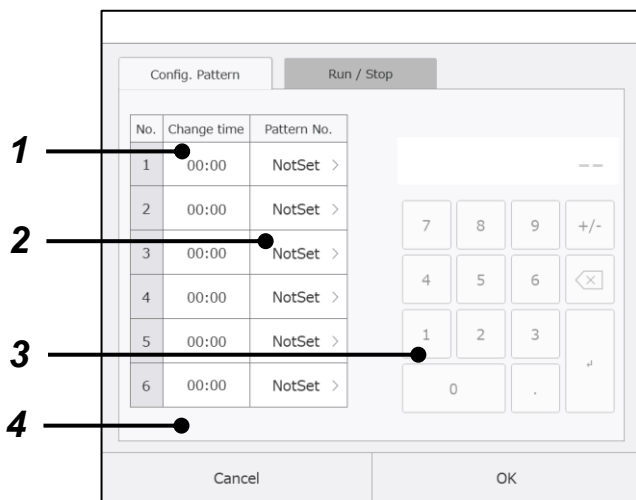 Config. Pattern Run / Stop
No. Change time Pattern No.
1 00:00 NotSet >
2 00:00 NotSet >
3 00:00 NotSet >
4 00:00 NotSet >
5 00:00 NotSet >
6 00:00 NotSet >
--
7 8 9 +/-
4 5 6
1 2 3
0 .
Cancel OK
1
2
3
4